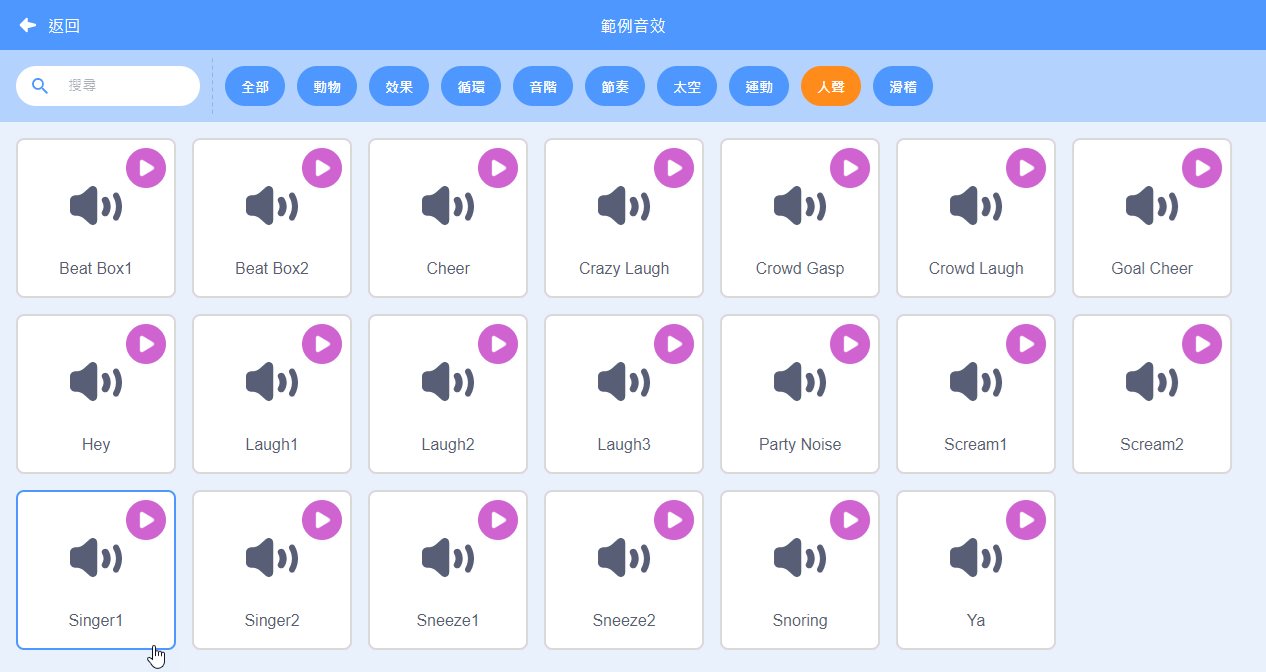 返回
範例音效
搜尋
全部 動物 效果 循環 音階 節奏 太空 運動 人聲 滑稽
Beat Box1 Beat Box2 Cheer Crazy Laugh Crowd Gasp Crowd Laugh Goal Cheer
Hey Laugh1 Laugh2 Laugh3 Party Noise Scream1 Scream2
Singer1 Singer2 Sneeze1 Sneeze2 Snoring Ya